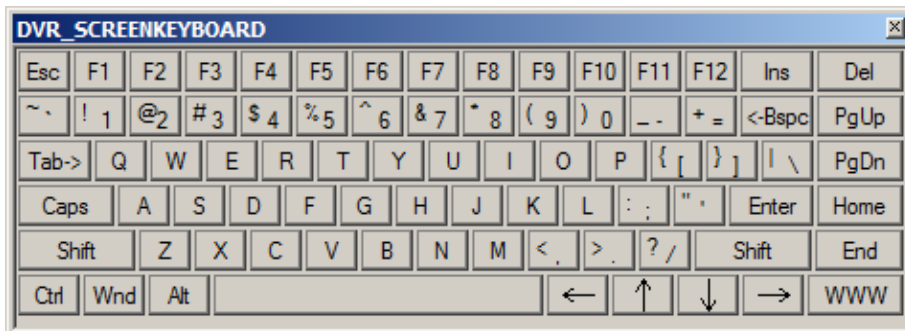 DVR_SCREENKEYBOARD
Esc F1 F2 F3 F4 F5 F6 F7 F8 F9 F10 F11 F12 Ins Del
~ ` ! 1 @ 2 # 3 $ 4 % 5 ^ 6 & 7 * 8 ( 9 ) 0 _ - + = <-Bspc PgUp
Tab-> Q W E R T Y U I O P { [ } ] | \ PgDn
Caps A S D F G H J K L : ; " ' Enter Home
Shift Z X C V B N M < , > . ? / Shift End
Ctrl Wnd Alt ← ↑ ↓ → WWW